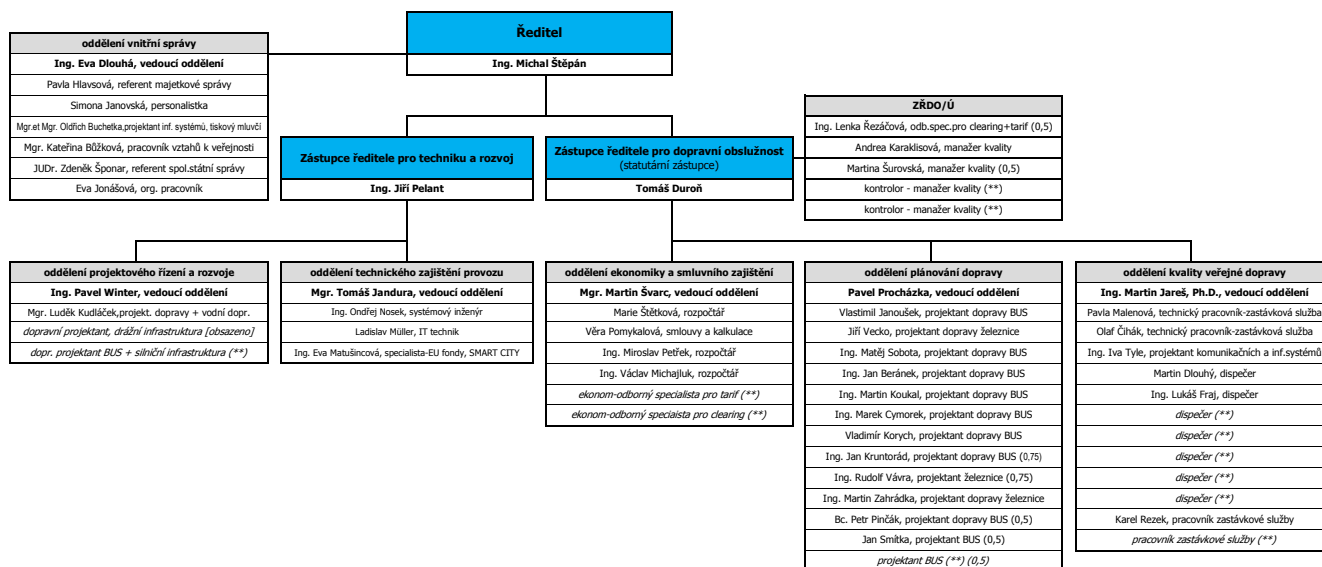 Ředitel
Ing. Michal Štěpán
oddělení vnitřní správy
Ing. Eva Dlouhá, vedoucí oddělení
Pavla Hlavsová, referent majetkové správy
Simona Janovská, personalistka
Mgr.et Mgr. Oldřich Buchetka,projektant inf. systémů, tiskový mluvčí
Mgr. Kateřina Bůžková, pracovník vztahů k veřejnosti
JUDr. Zdeněk Šponar, referent spol.státní správy
Eva Jonášová, org. pracovník
Zástupce ředitele pro techniku a rozvoj
Ing. Jiří Pelant
Zástupce ředitele pro dopravní obslužnost
(statutární zástupce)
Tomáš Duroň
ZŘDO/Ú
Ing. Lenka Řezáčová, odb.spec.pro clearing+tarif (0,5)
Andrea Karaklisová, manažer kvality
Martina Šurovská, manažer kvality (0,5)
kontrolor - manažer kvality (**)
kontrolor - manažer kvality (**)
oddělení projektového řízení a rozvoje
Ing. Pavel Winter, vedoucí oddělení
Mgr. Luděk Kudláček,projekt. dopravy + vodní dopr.
dopravní projektant, drážní infrastruktura [obsazeno]
dopr. projektant BUS + silniční infrastruktura (**)
oddělení technického zajištění provozu
Mgr. Tomáš Jandura, vedoucí oddělení
Ing. Ondřej Nosek, systémový inženýr
Ladislav Müller, IT technik
Ing. Eva Matušincová, specialista-EU fondy, SMART CITY
oddělení ekonomiky a smluvního zajištění
Mgr. Martin Švarc, vedoucí oddělení
Marie Štětková, rozpočtář
Věra Pomykalová, smlouvy a kalkulace
Ing. Miroslav Petřek, rozpočtář
Ing. Václav Michajluk, rozpočtář
ekonom-odborný specialista pro tarif (**)
ekonom-odborný speciaista pro clearing (**)
oddělení plánování dopravy
Pavel Procházka, vedoucí oddělení
Vlastimil Janoušek, projektant dopravy BUS
Jiří Vecko, projektant dopravy železnice
Ing. Matěj Sobota, projektant dopravy BUS
Ing. Jan Beránek, projektant dopravy BUS
Ing. Martin Koukal, projektant dopravy BUS
Ing. Marek Cymorek, projektant dopravy BUS
Vladimír Korych, projektant dopravy BUS
Ing. Jan Kruntorád, projektant dopravy BUS (0,75)
Ing. Rudolf Vávra, projektant železnice (0,75)
Ing. Martin Zahrádka, projektant dopravy železnice
Bc. Petr Pinčák, projektant dopravy BUS (0,5)
Jan Smítka, projektant BUS (0,5)
projektant BUS (**) (0,5)
oddělení kvality veřejné dopravy
Ing. Martin Jareš, Ph.D., vedoucí oddělení
Pavla Malenová, technický pracovník-zastávková služba
Olaf Čihák, technický pracovník-zastávková služba
Ing. Iva Tyle, projektant komunikačních a inf.systémů
Martin Dlouhý, dispečer
Ing. Lukáš Fraj, dispečer
dispečer (**)
dispečer (**)
dispečer (**)
dispečer (**)
dispečer (**)
Karel Rezek, pracovník zastávkové služby
pracovník zastávkové služby (**)